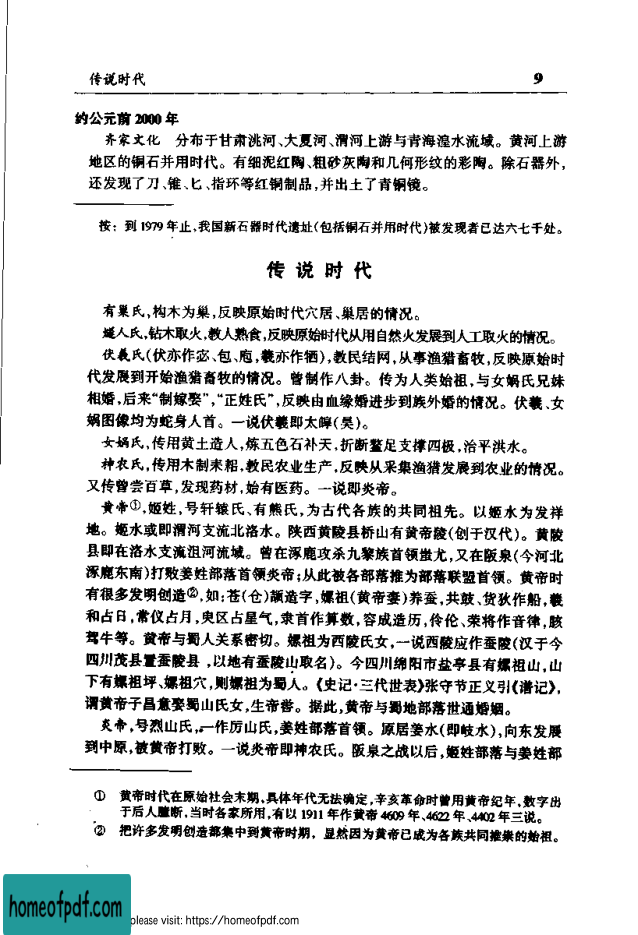 传说时代 9
约公元前2000年
齐家文化 分布于甘肃洮河、大夏河、渭河上游与青海湟水流域。黄河上游
地区的铜石并用时代。有细泥红陶、粗砂灰陶和几何形纹的彩陶。除石器外,
还发现了刀、锥、匕、指环等红铜制品,并出土了青铜镜。
按:到1979年止,我国新石器时代遗址(包括铜石并用时代)被发现者已达六七千处。
传说时代
有巢氏,构木为巢,反映原始时代穴居、巢居的情况。
燧人氏,钻木取火,教人熟食,反映原始时代从用自然火发展到人工取火的情况。
伏羲氏(伏亦作宓、包、庖,羲亦作牺),教民结网,从事渔猎畜牧,反映原始时
代发展到开始渔猎畜牧的情况。曾制作八卦。传为人类始祖,与女娲氏兄妹
相婚,后来“制嫁娶”,“正姓氏”,反映由血缘婚进步到族外婚的情况。伏羲、女
娲图像均为蛇身人首。一说伏羲即太皞(昊)。
女娲氏,传用黄土造人,炼五色石补天,折断鳌足支撑四极,治平洪水。
神农氏,传用木制耒耜,教民农业生产,反映从采集渔猎发展到农业的情况。
又传曾尝百草,发现药材,始有医药。一说即炎帝。
黄帝①,姬姓,号轩辕氏、有熊氏,为古代各族的共同祖先。以姬水为发祥
地。姬水或即渭河支流北洛水。陕西黄陵县桥山有黄帝陵(创于汉代)。黄陵
县即在洛水支流沮河流域。曾在涿鹿攻杀九黎族首领蚩尤,又在阪泉(今河北
涿鹿东南)打败姜姓部落首领炎帝;从此被各部落推为部落联盟首领。黄帝时
有很多发明创造②,如:苍(仓)颉造字,嫘祖(黄帝妻)养蚕,共鼓、货狄作船,羲
和占日,常仪占月,臾区占星气,隶首作算数,容成造历,伶伦、荣将作音律,胲
驾牛等。黄帝与蜀人关系密切。嫘祖为西陵氏女,一说西陵应作蚕陵(汉于今
四川茂县置蚕陵县,以地有蚕陵山取名)。今四川绵阳市盐亭县有嫘祖山,山
下有嫘祖坪、嫘祖穴,则嫘祖为蜀人。《史记·三代世表》张守节正义引《谱记》,
谓黄帝子昌意娶蜀山氏女,生帝喾。据此,黄帝与蜀地部落世通婚姻。
炎帝,号烈山氏,一作厉山氏,姜姓部落首领。原居姜水(即岐水),向东发展
到中原,被黄帝打败。一说炎帝即神农氏。阪泉之战以后,姬姓部落与姜姓部
① 黄帝时代在原始社会末期,具体年代无法确定,辛亥革命时曾用黄帝纪年,数字出
于后人臆断,当时各家所用,有以1911年作黄帝4609年、4622年、4402年三说。
② 把许多发明创造都集中到黄帝时期,显然因为黄帝已成为各族共同推崇的始祖。
homeofpdf.com
please visit: https://homeofpdf.com